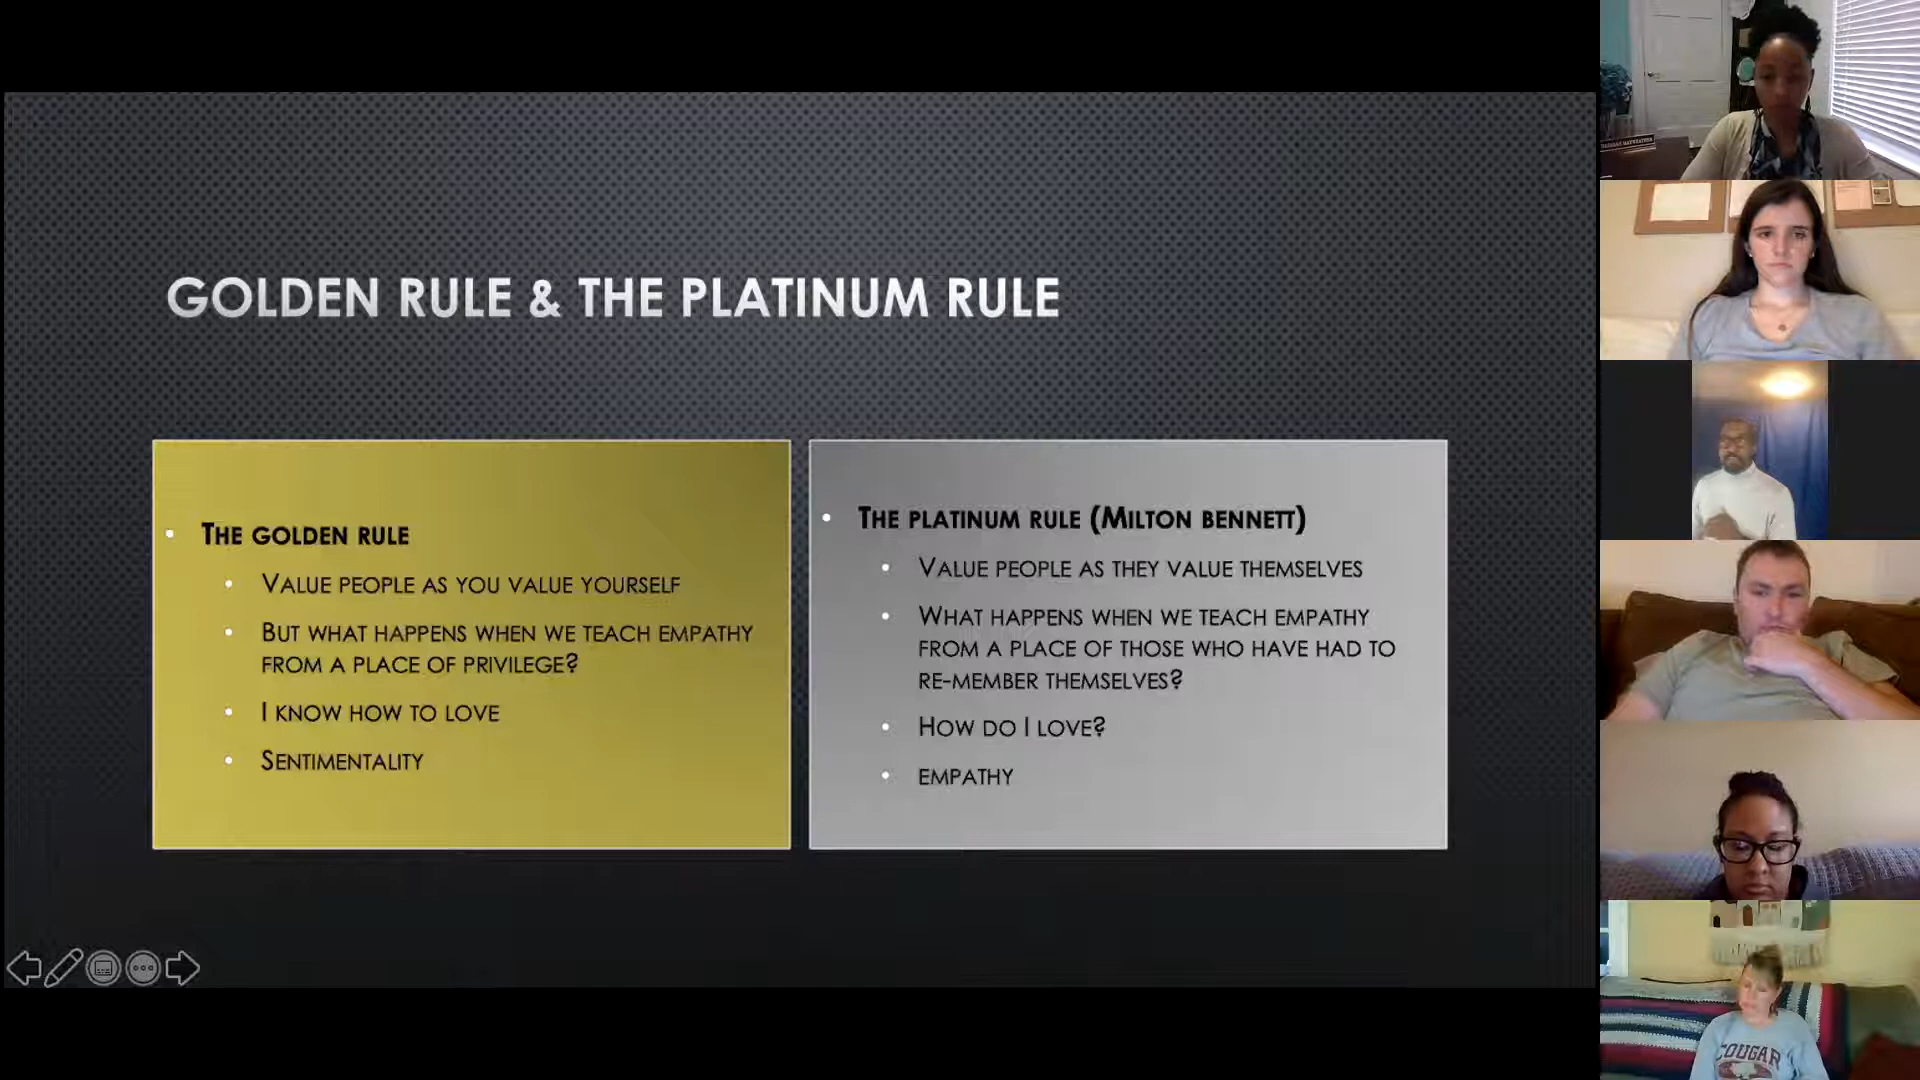 GOLDEN RULE & THE PLATINUM RULE
THE GOLDEN RULE
VALUE PEOPLE AS YOU VALUE YOURSELF
BUT WHAT HAPPENS WHEN WE TEACH EMPATHY
FROM A PLACE OF PRIVILEGE?
I KNOW HOW TO LOVE
SENTIMENTALITY
THE PLATINUM RULE (MILTON BENNETT)
VALUE PEOPLE AS THEY VALUE THEMSELVES
WHAT HAPPENS WHEN WE TEACH EMPATHY
FROM A PLACE OF THOSE WHO HAVE HAD TO
RE-MEMBER THEMSELVES?
HOW DO I LOVE?
EMPATHY
COUGAR